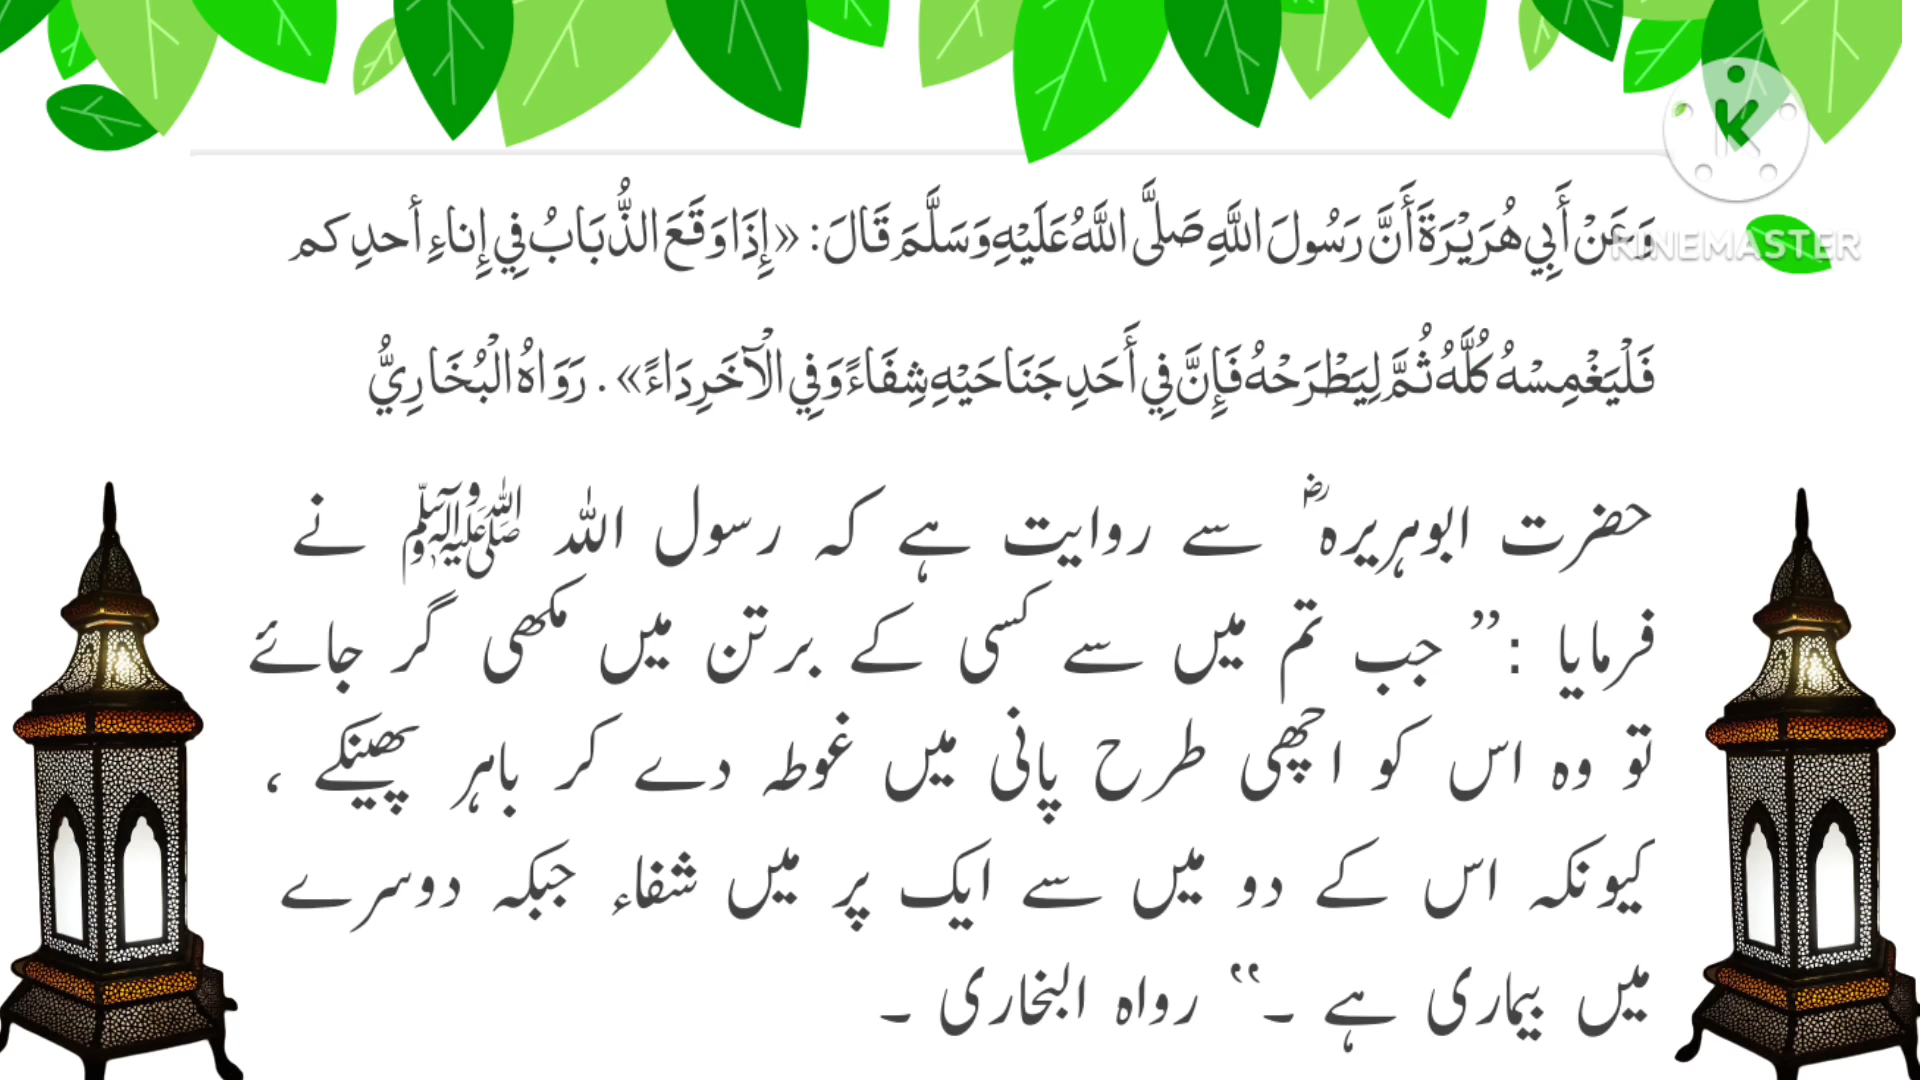 KINEMASTER
وَعَنْ أَبِي هُرَيْرَةَ أَنَّ رَسُولَ اللَّهِ صَلَّى اللَّهُ عَلَيْهِ وَسَلَّمَ قَالَ: «إِذَا وَقَعَ الذُّبَابُ فِي إِناءِ أحدِكم
فَلْيَغْمِسْهُ كُلَّهُ ثُمَّ لِيَطْرَحْهُ فَإِنَّ فِي أَحَدِ جَنَاحَيْهِ شِفَاءً وَفِي الْآخَرِ دَاءً» . رَوَاهُ الْبُخَارِيُّ
حضرت ابوہریرہ ؓ سے روایت ہے کہ رسول اللہ ﷺ نے
فرمایا :’’ جب تم میں سے کسی کے برتن میں مکھی گر جائے
تو وہ اس کو اچھی طرح پانی میں غوطہ دے کر باہر پھینکے ،
کیونکہ اس کے دو میں سے ایک پر میں شفاء جبکہ دوسرے
میں بیماری ہے ۔‘‘ رواہ البخاری ۔